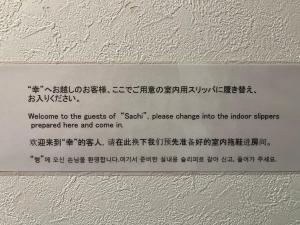 “幸”へお越しのお客様、ここでご用意の室内用スリッパに履き替え、
お入りください。
Welcome to the guests of “Sachi”, please change into the indoor slippers
prepared here and come in.
欢迎来到“幸”的客人，请在此换下我们预先准备好的室内拖鞋进房间。
“행”에 오신 손님을 환영합니다.여기서 준비한 실내용 슬리퍼로 갈아 신고, 들어가 주세요.